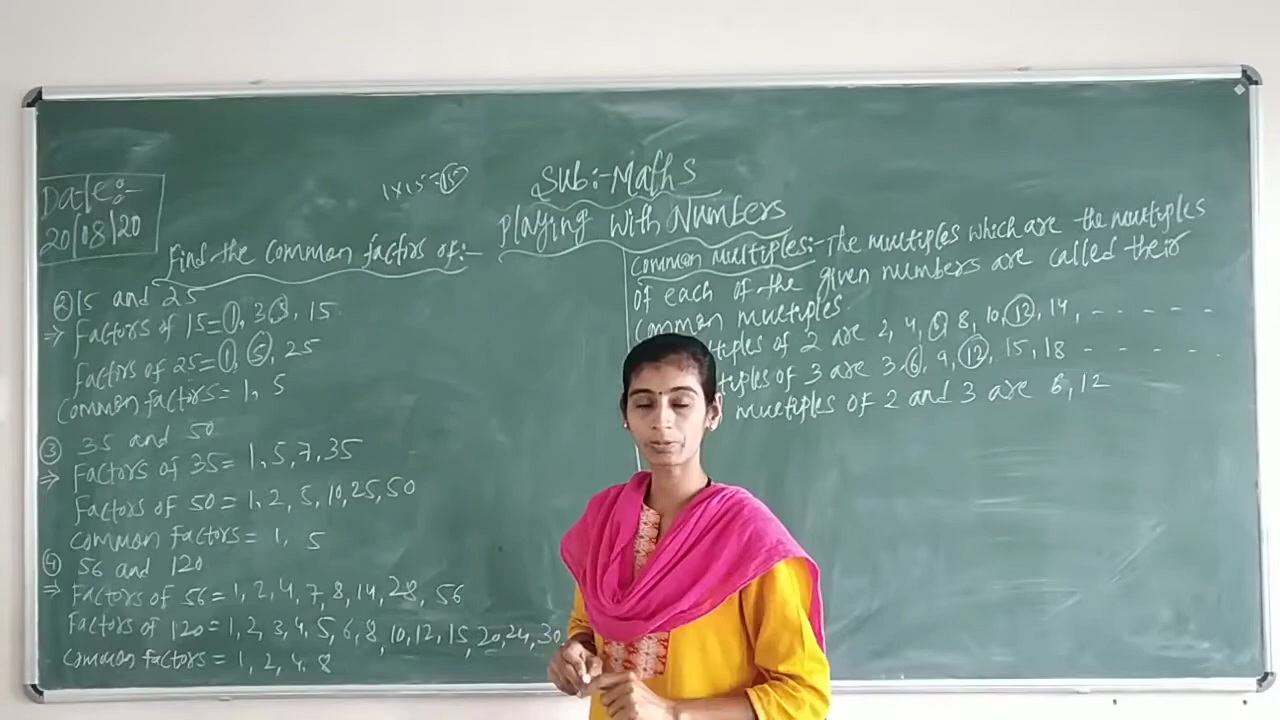 Date:-
20/08/20
1x15=15
Sub:-Maths
Playing With Numbers
Find the common factors of:-
② 15 and 25
⇒ Factors of 15=1, 3, 5, 15
Factors of 25=1, 5, 25
Common factors= 1, 5
③ 35 and 50
⇒ Factors of 35= 1,5,7,35
Factors of 50= 1, 2, 5, 10,25,50
Common factors= 1, 5
④ 56 and 120
⇒ Factors of 56=1,2,4,7,8,14,28, 56
Factors of 120=1,2,3,4,5,6,8,10,12,15,20,24,30
Common factors= 1, 2, 4, 8
Common multiples:- The multiples which are the multiples
of each of the given numbers are called their
common multiples.
of 2 are 2, 4, 6, 8, 10, 12, 14, - - - - - -
of 3 are 3, 6, 9, 12, 15, 18 - - - - - -
multiples of 2 and 3 are 6, 12